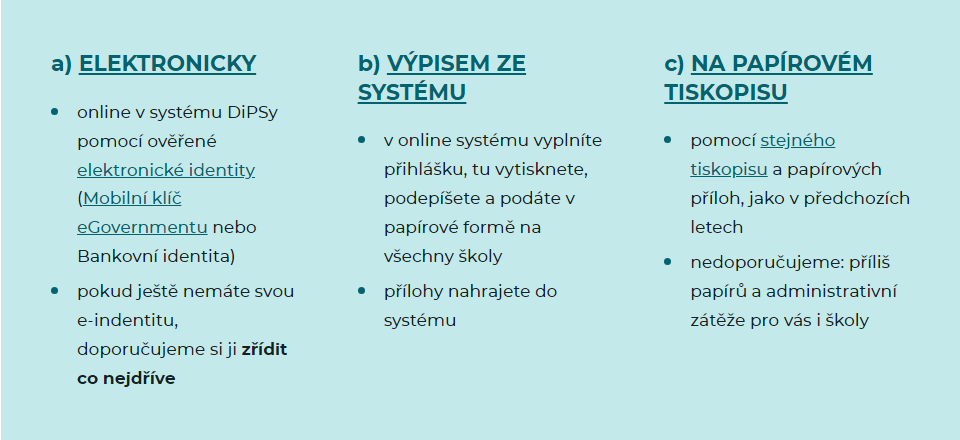 a) ELEKTRONICKY
• online v systému DiPSy
pomocí ověřené
elektronické identity
(Mobilní klíč
eGovernmentu nebo
Bankovní identita)
• pokud ještě nemáte svou
e-indentitu,
doporučujeme si ji zřídit
co nejdříve
b) VÝPISEM ZE
SYSTÉMU
• v online systému vyplníte
přihlášku, tu vytisknete,
podepíšete a podáte v
papírové formě na
všechny školy
• přílohy nahrajete do
systému
c) NA PAPÍROVÉM
TISKOPISU
• pomocí stejného
tiskopisu a papírových
příloh, jako v předchozích
letech
• nedoporučujeme: příliš
papírů a administrativní
zátěže pro vás i školy